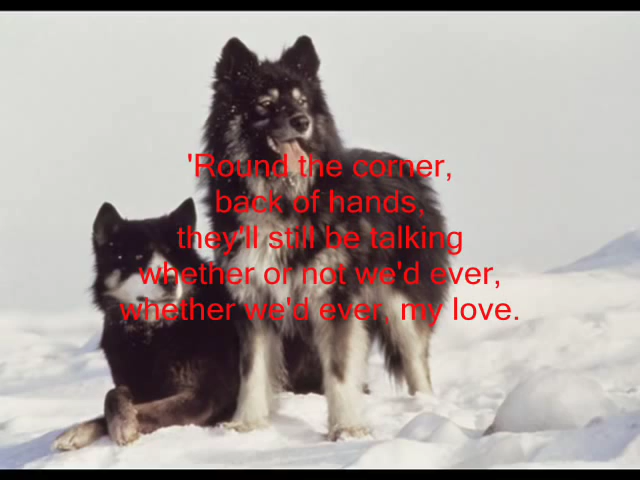 'Round the corner,
back of hands,
they'll still be talking
whether or not we'd ever,
whether we'd ever, my love.